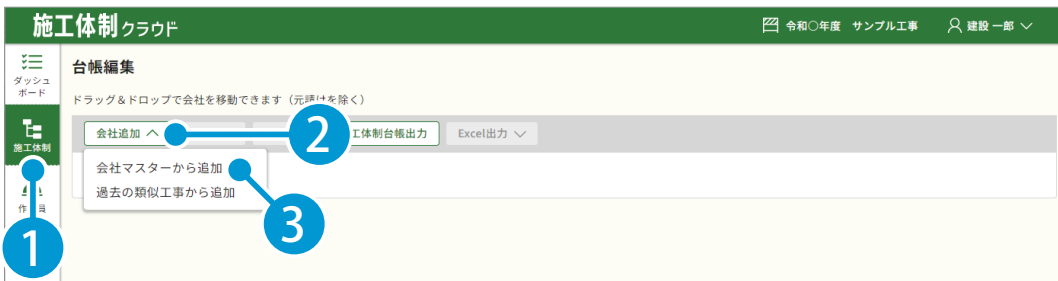 施工体制クラウド
令和○年度 サンプル工事
建設 一郎
ダッシュ
ボード
台帳編集
ドラッグ＆ドロップで会社を移動できます（元請けを除く）
会社追加
工体制台帳出力
Excel出力
施工体制
会社マスターから追加
過去の類似工事から追加
作
員
1
2
3